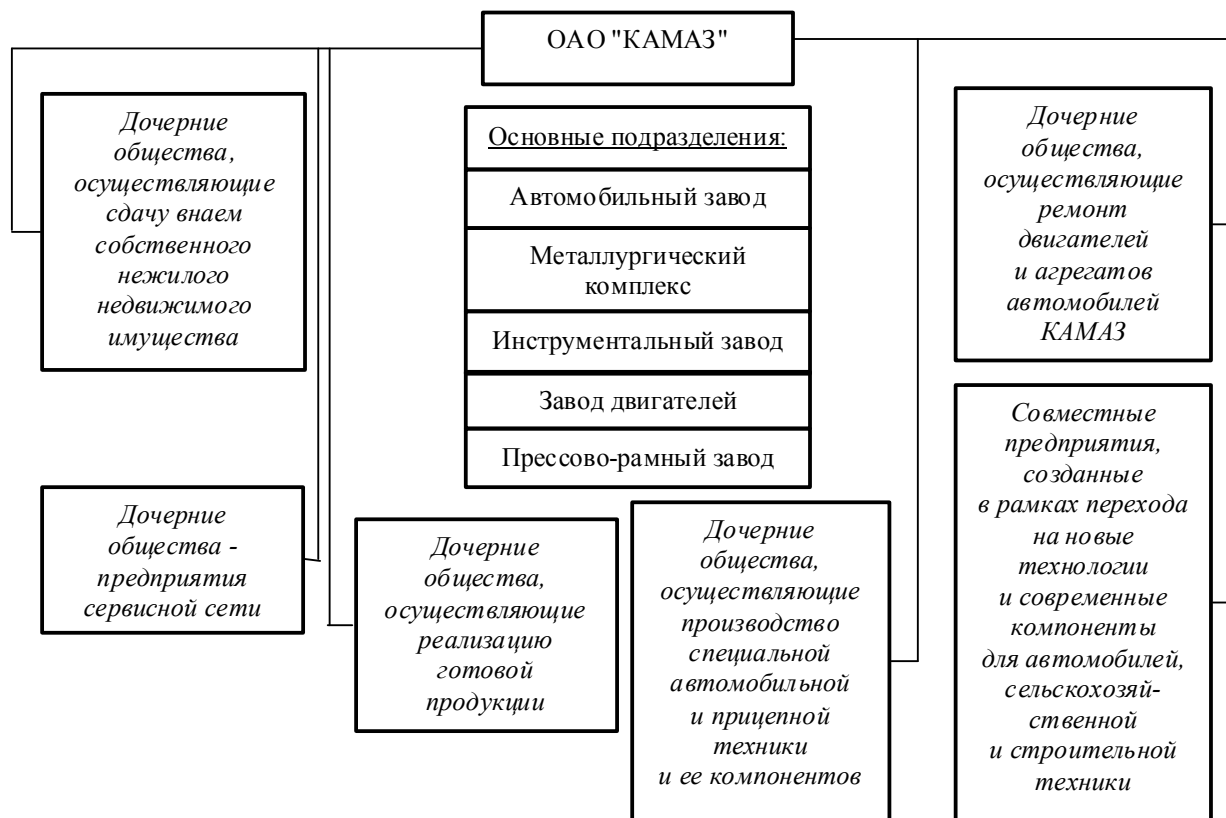 ОАО "КАМАЗ"
Дочерние
общества,
осуществляющие
сдачу внаем
собственного
нежилого
недвижимого
имущества
Основные подразделения:
Автомобильный завод
Металлургический
комплекс
Инструментальный завод
Завод двигателей
Прессово-рамный завод
Дочерние
общества,
осуществляющие
ремонт
двигателей
и агрегатов
автомобилей
КАМАЗ
Дочерние
общества -
предприятия
сервисной сети
Дочерние
общества,
осуществляющие
реализацию
готовой
продукции
Дочерние
общества,
осуществляющие
производство
специальной
автомобильной
и прицепной
техники
и ее компонентов
Совместные
предприятия,
созданные
в рамках перехода
на новые
технологии
и современные
компоненты
для автомобилей,
сельскохозяй-
ственной
и строительной
техники